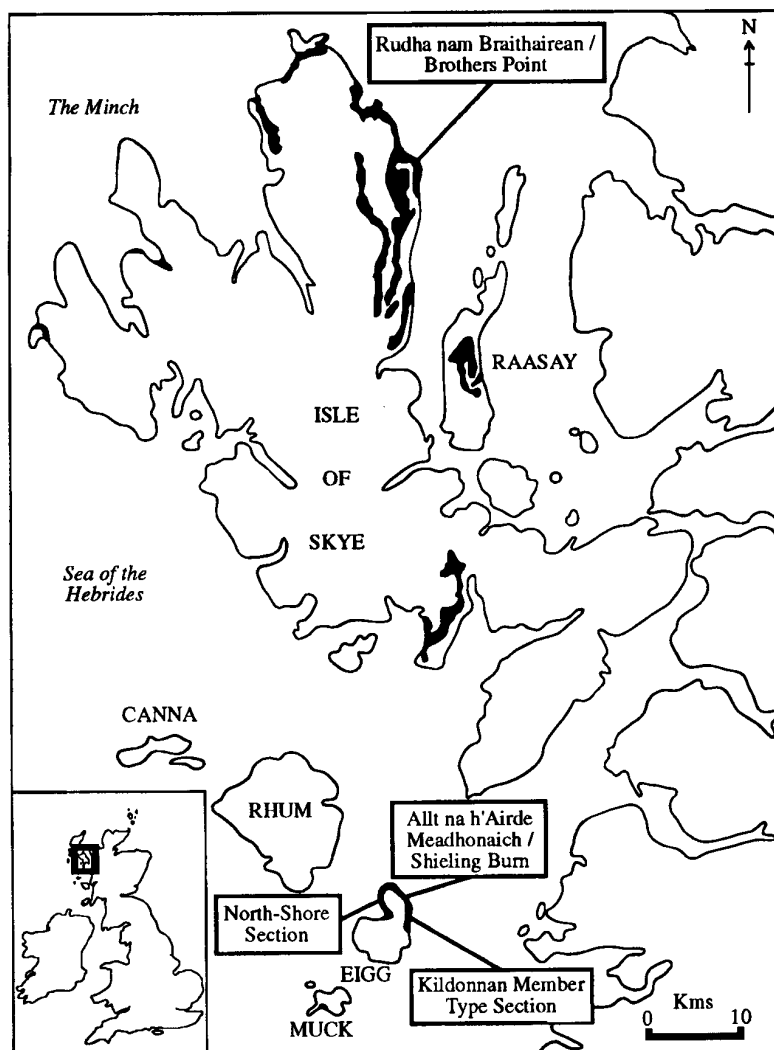 Rudha nam Braithairean /
Brothers Point
N
The Minch
RAASAY
ISLE
OF
SKYE
Sea of the
Hebrides
CANNA
RHUM
Allt na h'Airde
Meadhonaich /
Shieling Burn
North-Shore
Section
EIGG
Kildonnan Member
Type Section
MUCK
Kms
0
10